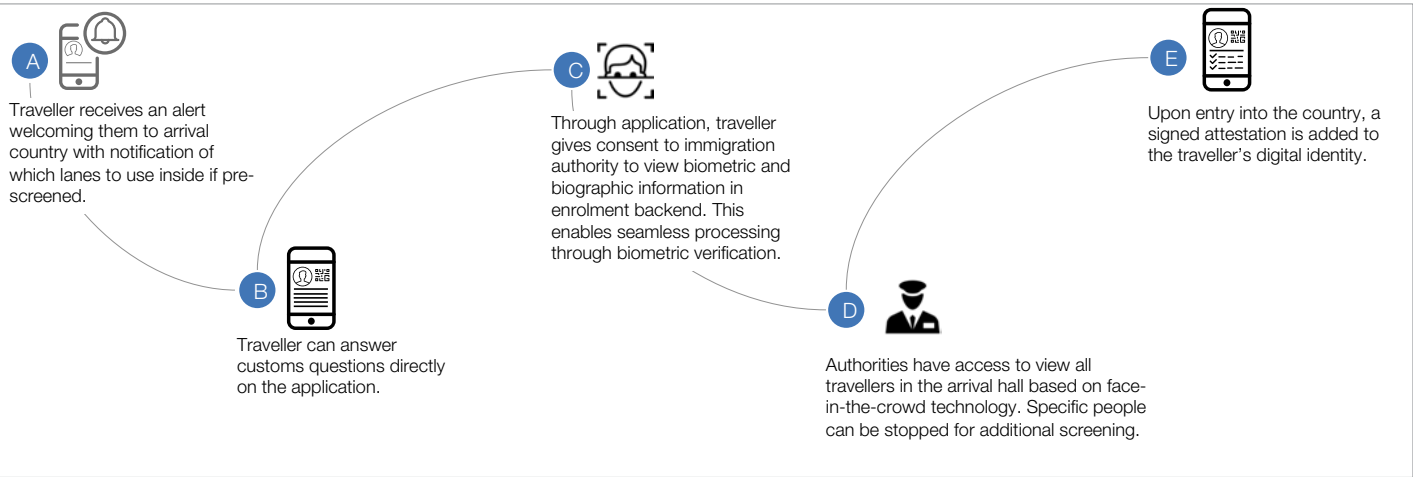 A
Traveller receives an alert
welcoming them to arrival
country with notification of
which lanes to use inside if pre-
screened.
B
Traveller can answer
customs questions directly
on the application.
C
Through application, traveller
gives consent to immigration
authority to view biometric and
biographic information in
enrolment backend. This
enables seamless processing
through biometric verification.
D
Authorities have access to view all
travellers in the arrival hall based on face-
in-the-crowd technology. Specific people
can be stopped for additional screening.
E
Upon entry into the country, a
signed attestation is added to
the traveller’s digital identity.